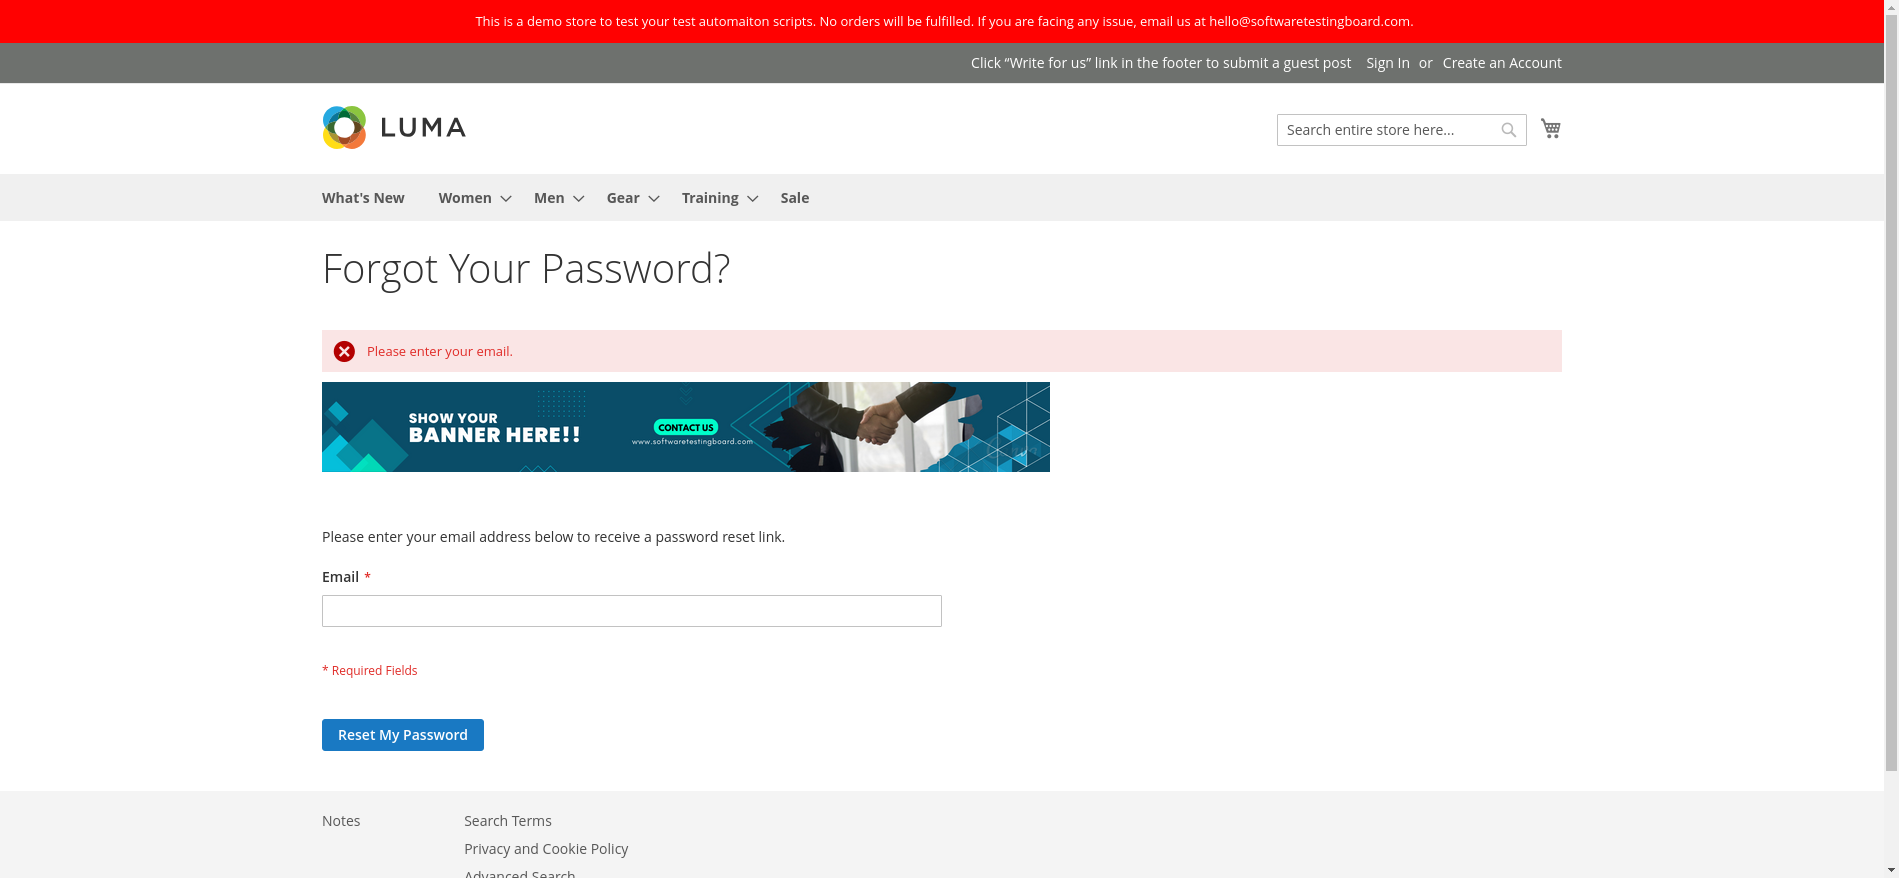 This is a demo store to test your test automaiton scripts. No orders will be fulfilled. If you are facing any issue, email us at hello@softwaretestingboard.com.
Click “Write for us” link in the footer to submit a guest post Sign In or Create an Account
LUMA
Search entire store here...
What's New Women Men Gear Training Sale
Forgot Your Password?
Please enter your email.
SHOW YOUR
BANNER HERE!!
CONTACT US
www.softwaretestingboard.com
Please enter your email address below to receive a password reset link.
Email *
* Required Fields
Reset My Password
Notes
Search Terms
Privacy and Cookie Policy
Advanced Search